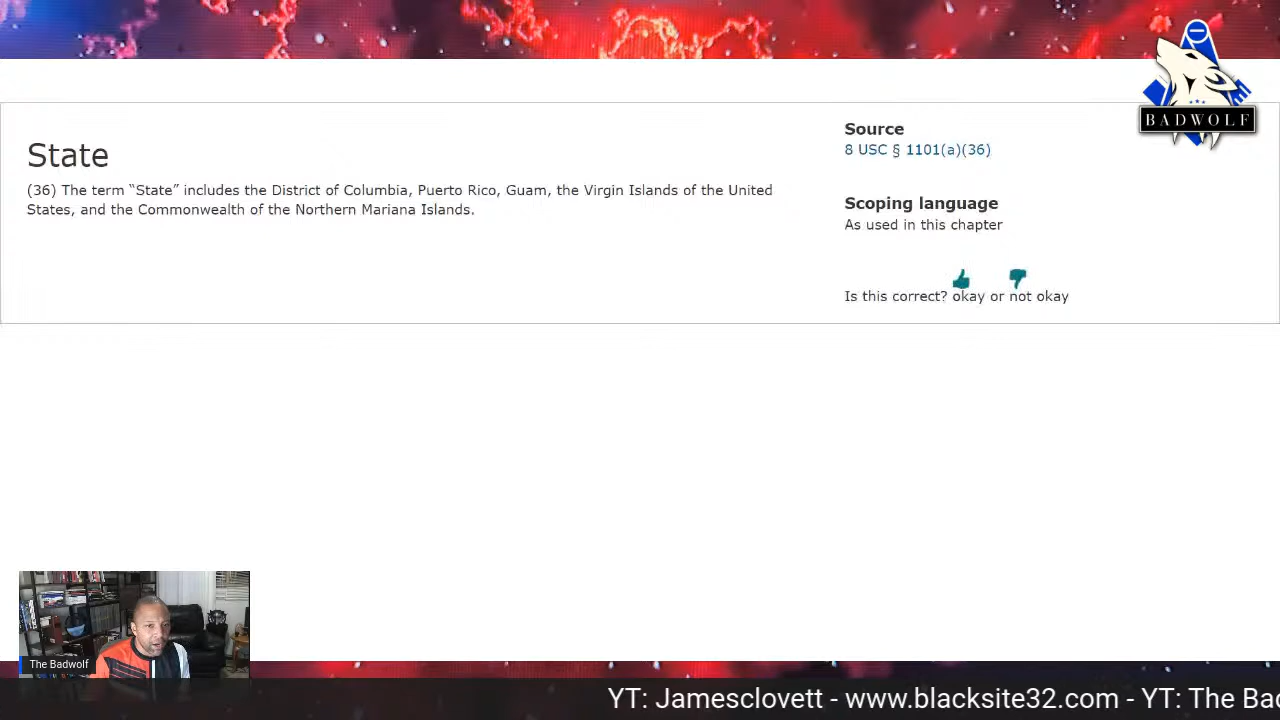 BADWOLF
State
(36) The term “State” includes the District of Columbia, Puerto Rico, Guam, the Virgin Islands of the United
States, and the Commonwealth of the Northern Mariana Islands.
Source
8 USC § 1101(a)(36)
Scoping language
As used in this chapter
Is this correct? okay or not okay
The Badwolf
YT: Jamesclovett - www.blacksite32.com - YT: The Bad